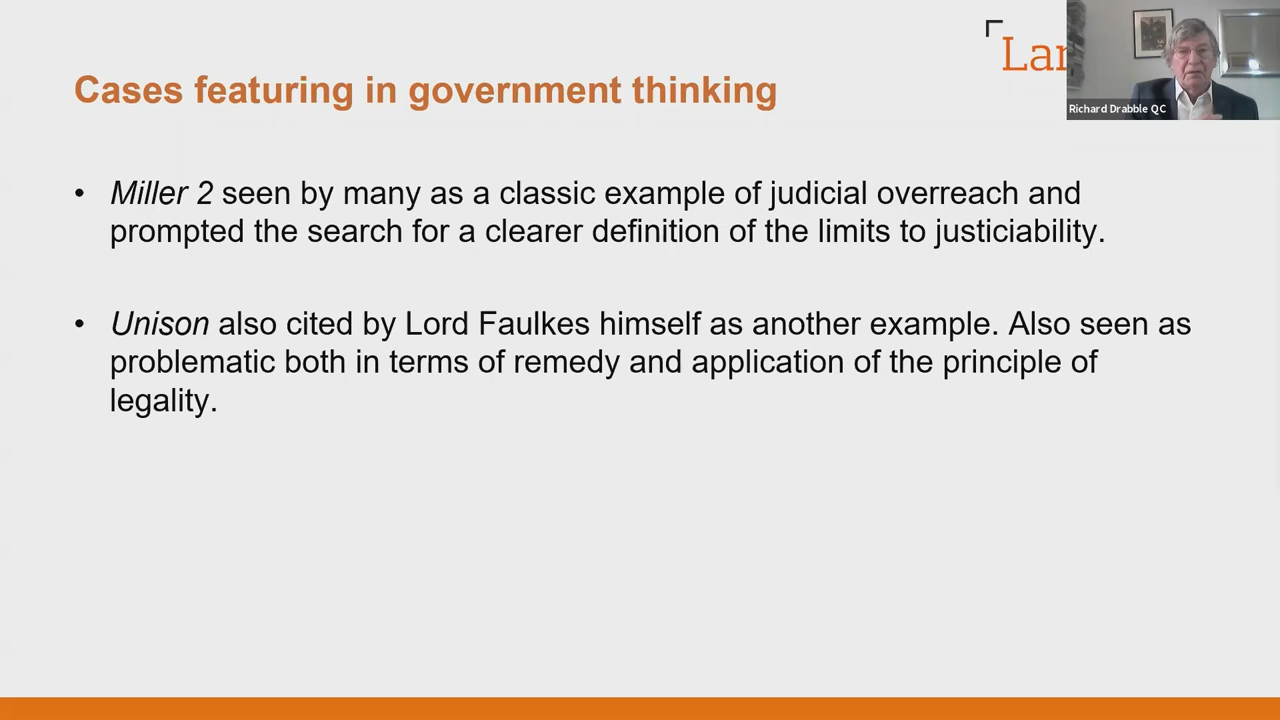 Lan
Richard Drabble QC
Cases featuring in government thinking
• Miller 2 seen by many as a classic example of judicial overreach and
prompted the search for a clearer definition of the limits to justiciability.
• Unison also cited by Lord Faulkes himself as another example. Also seen as
problematic both in terms of remedy and application of the principle of
legality.